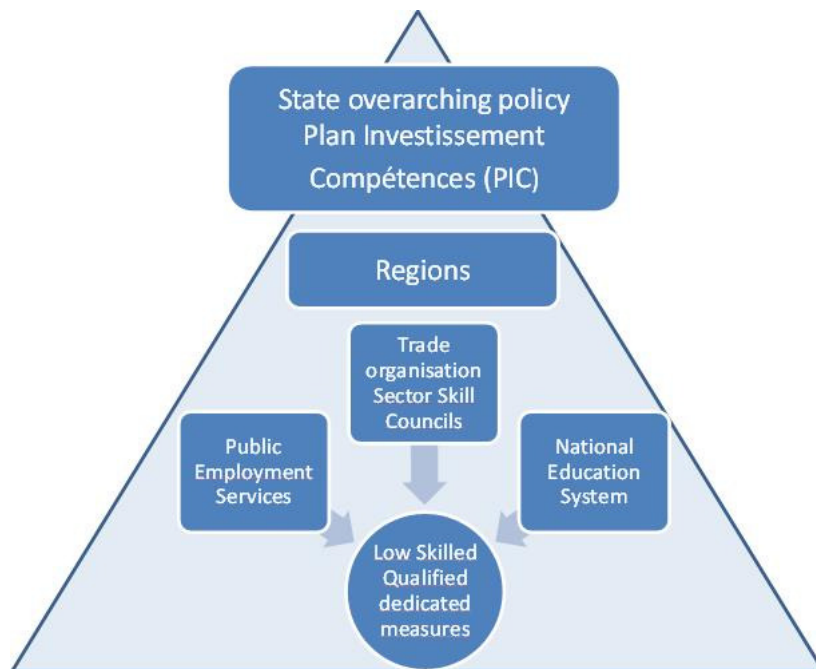 State overarching policy
Plan Investissement
Compétences (PIC)
Regions
Trade
organisation
Sector Skill
Councils
Public
Employment
Services
National
Education
System
Low Skilled
Qualified
dedicated
measures